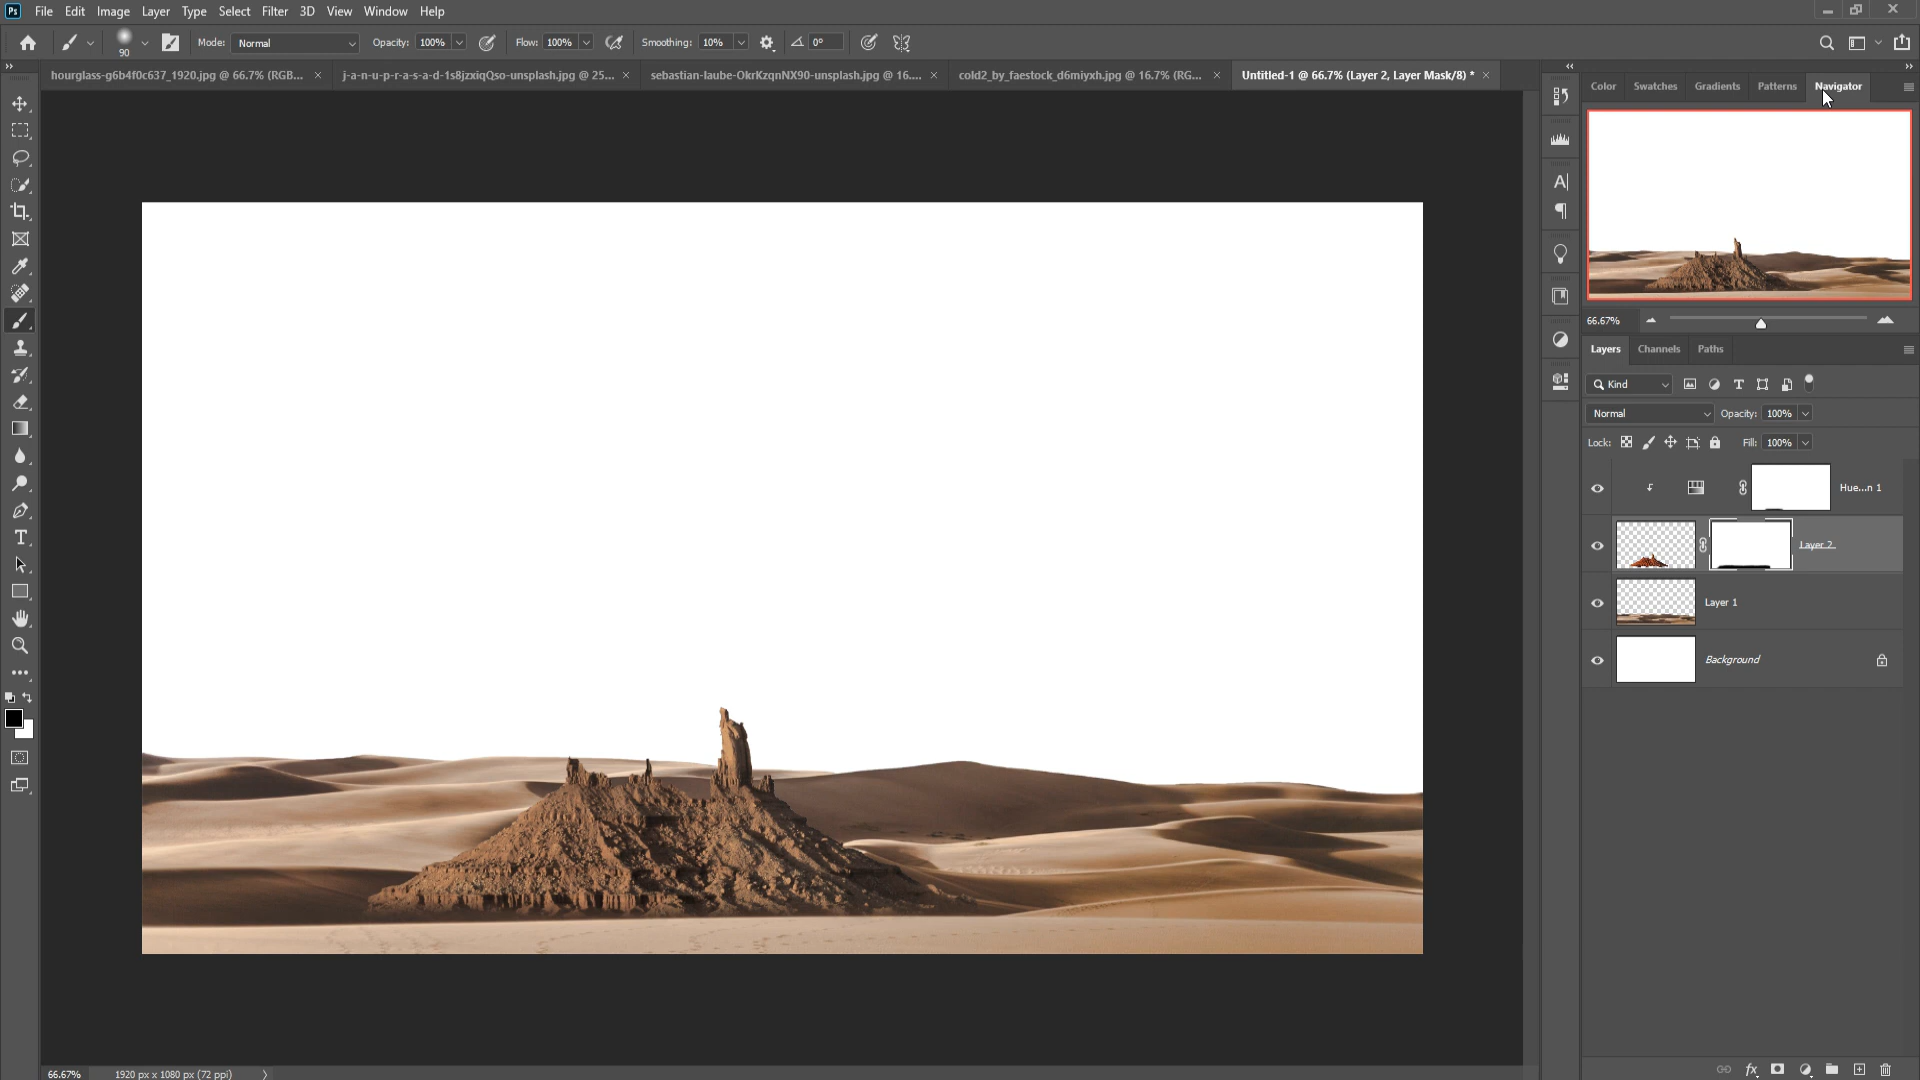 Ps File Edit Image Layer Type Select Filter 3D View Window Help
90 Mode: Normal Opacity: 100% Flow: 100% Smoothing: 10% 0°
hourglass-g6b4f0c637_1920.jpg @ 66.7% (RGB... × j-a-n-u-p-r-a-s-a-d-1s8jzxiqQso-unsplash.jpg @ 25... × sebastian-laube-OkrKzqnNX90-unsplash.jpg @ 16.... × cold2_by_faestock_d6miyxh.jpg @ 16.7% (RG... × Untitled-1 @ 66.7% (Layer 2, Layer Mask/8) * ×
Color Swatches Gradients Patterns Navigator
66.67%
Layers Channels Paths
Kind
Normal Opacity: 100%
Lock: Fill: 100%
Hue...n 1
Layer 2
Layer 1
Background
66.67% 1920 px x 1080 px (72 ppi)